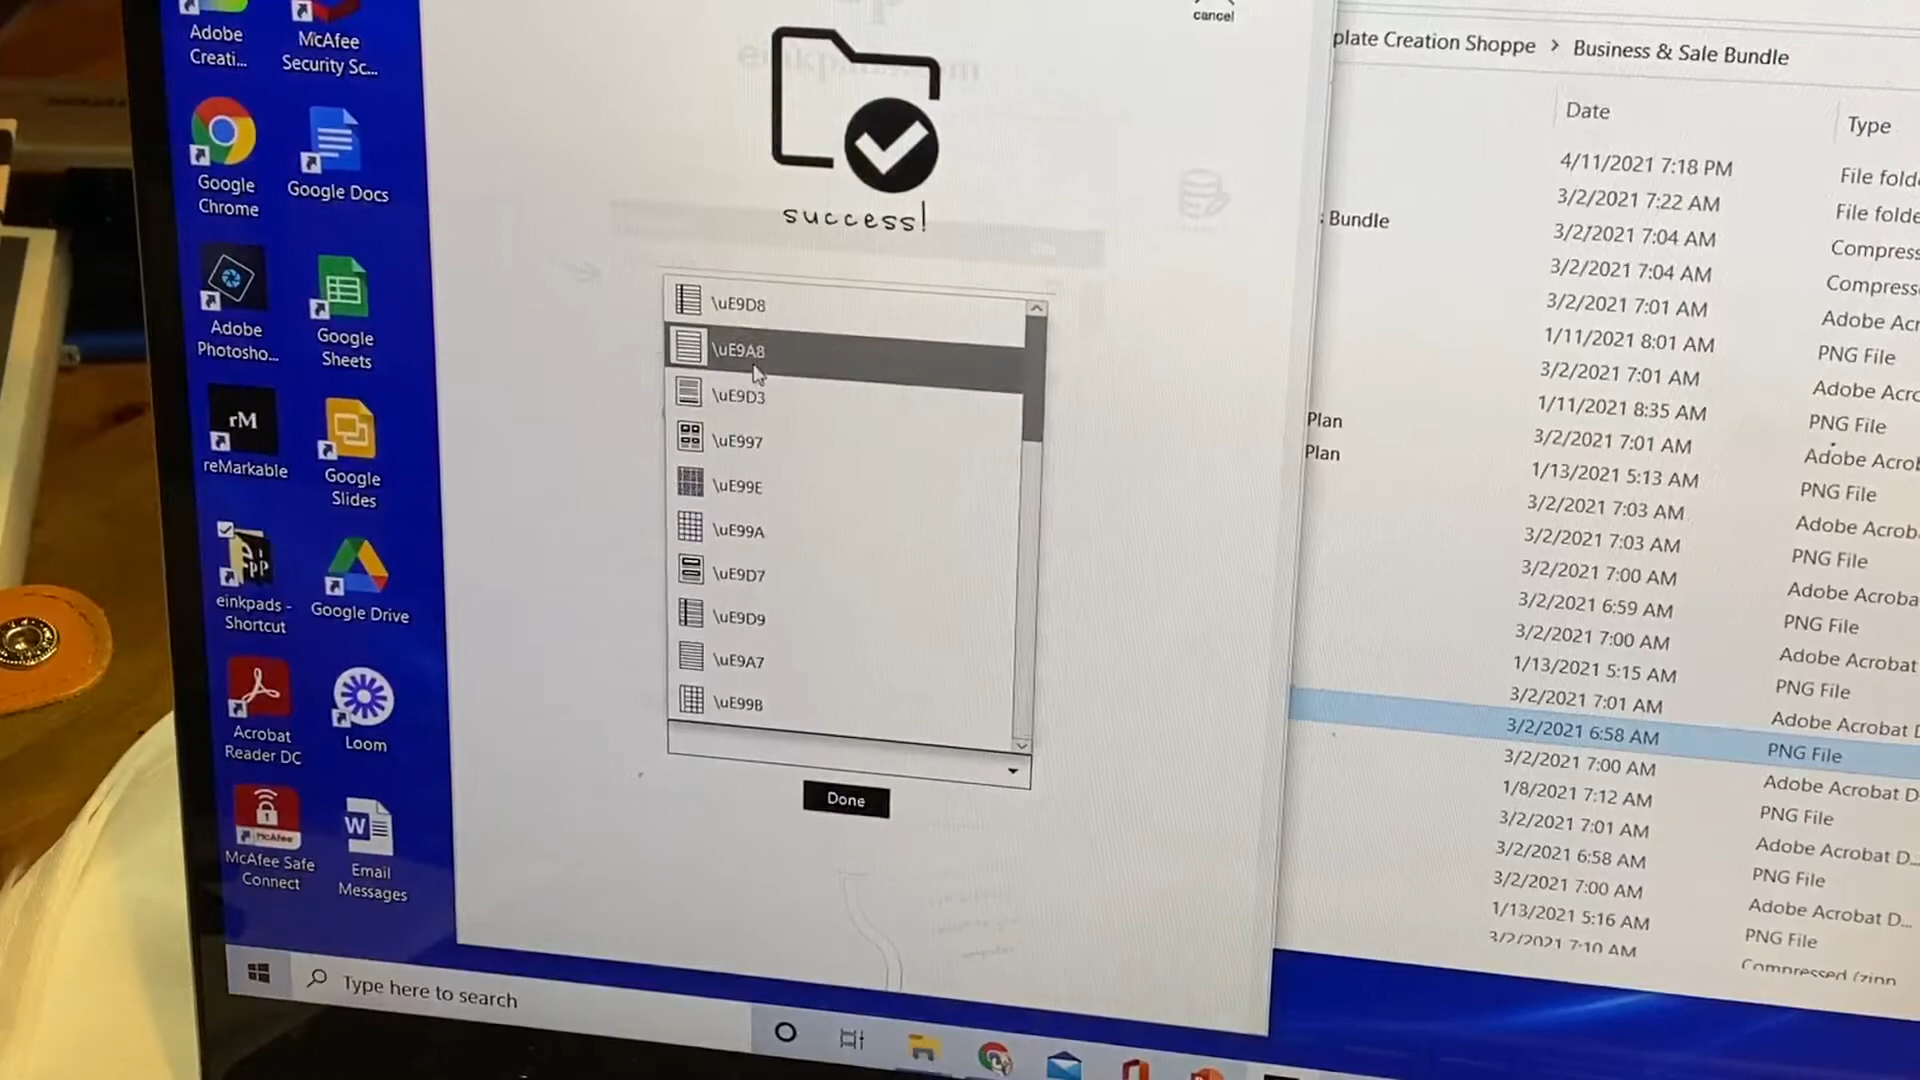 Adobe
Creati...
McAfee
Security Sc...
Google
Chrome
Google Docs
Adobe
Photosho...
Google
Sheets
rM
reMarkable
Google
Slides
einkpads -
Shortcut
Google Drive
Acrobat
Reader DC
Loom
McAfee
McAfee Safe
Connect
W
Email
Messages
Type here to search
cancel
success!
\uE9D8
\uE9A8
\uE9D3
\uE997
\uE99E
\uE99A
\uE9D7
\uE9D9
\uE9A7
\uE99B
Done
plate Creation Shoppe > Business & Sale Bundle
Date
Type
4/11/2021 7:18 PM
File folde
3/2/2021 7:22 AM
File folde
Bundle
3/2/2021 7:04 AM
Compress
3/2/2021 7:04 AM
Compress
3/2/2021 7:01 AM
Adobe Acr
1/11/2021 8:01 AM
PNG File
3/2/2021 7:01 AM
Adobe Acr
Plan
1/11/2021 8:35 AM
PNG File
Plan
3/2/2021 7:01 AM
Adobe Acrob
1/13/2021 5:13 AM
PNG File
3/2/2021 7:03 AM
Adobe Acrob
3/2/2021 7:03 AM
PNG File
3/2/2021 7:00 AM
Adobe Acroba
3/2/2021 6:59 AM
PNG File
3/2/2021 7:00 AM
Adobe Acrobat
1/13/2021 5:15 AM
PNG File
3/2/2021 7:01 AM
Adobe Acrobat D
3/2/2021 6:58 AM
PNG File
3/2/2021 7:00 AM
Adobe Acrobat D
1/8/2021 7:12 AM
PNG File
3/2/2021 7:01 AM
Adobe Acrobat D...
3/2/2021 6:58 AM
PNG File
3/2/2021 7:00 AM
Adobe Acrobat D...
1/13/2021 5:16 AM
PNG File
3/2/2021 7:10 AM
Compressed (zipp